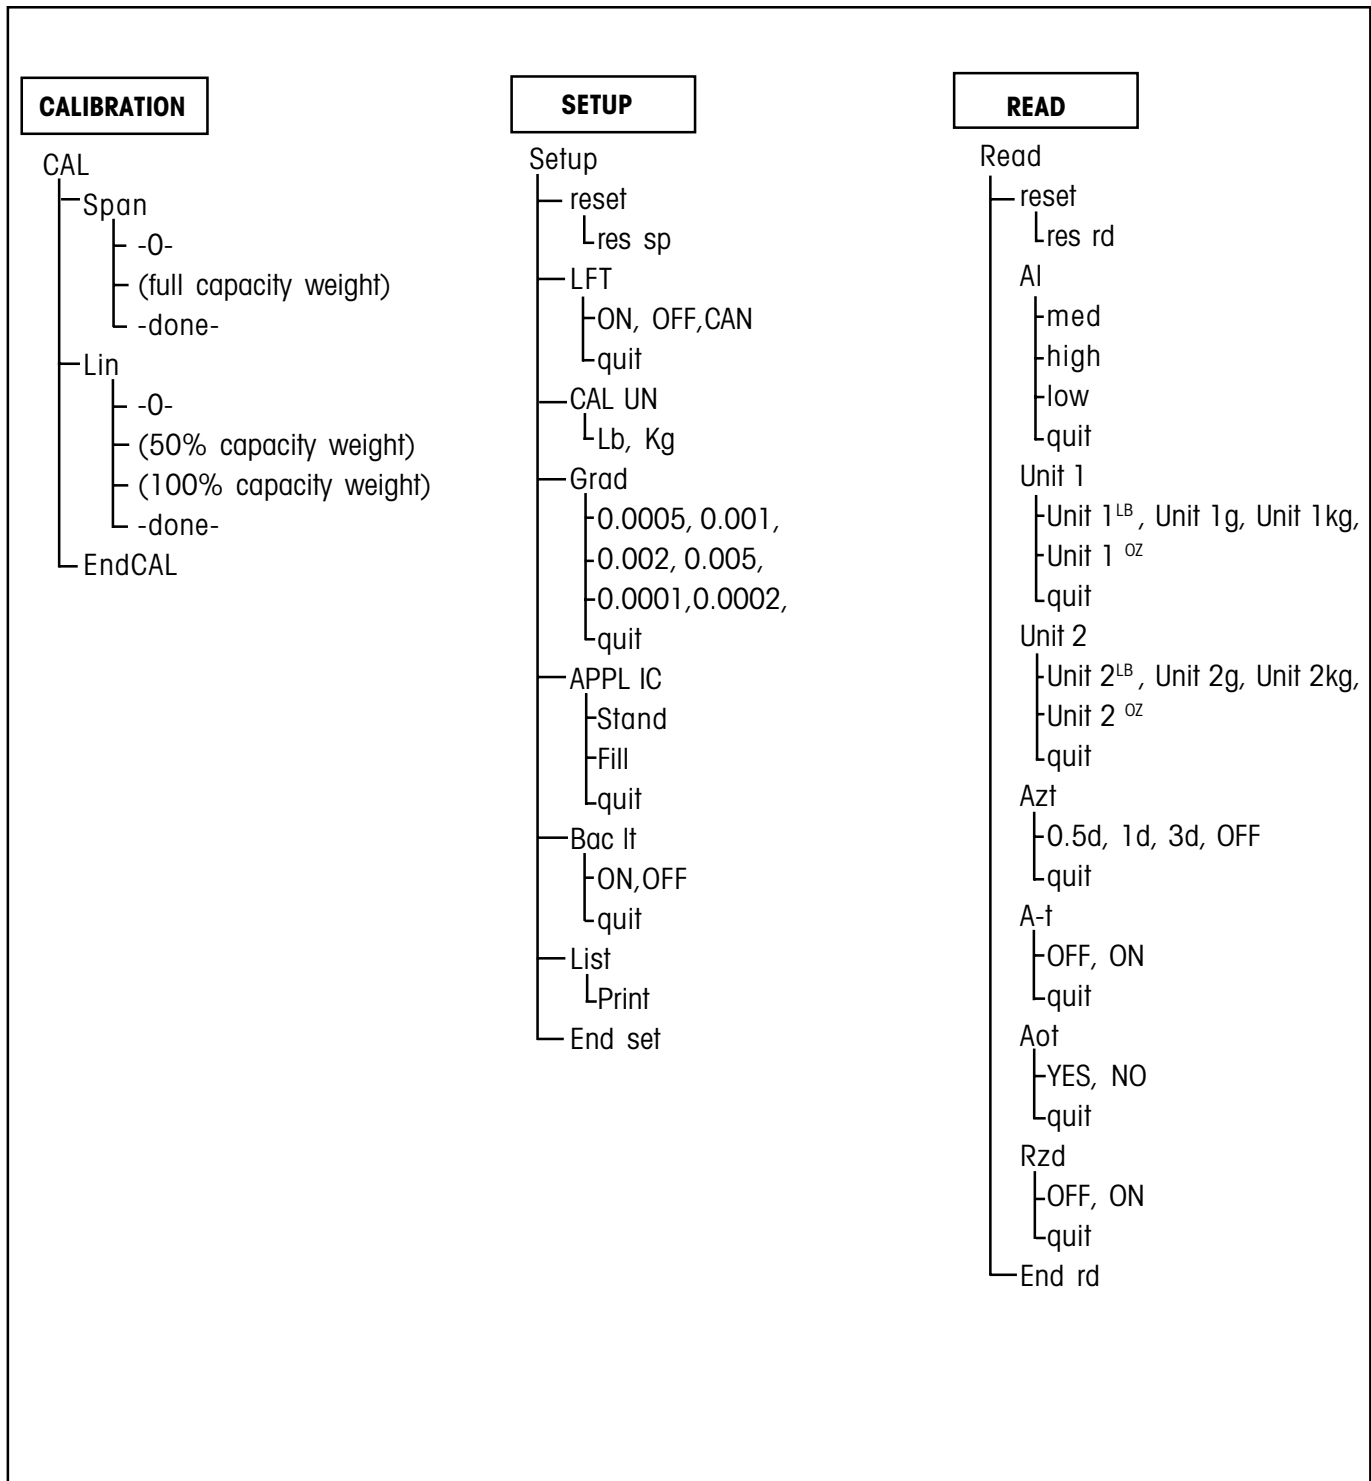 CALIBRATION
CAL
Span
-0-
(full capacity weight)
-done-
Lin
-0-
(50% capacity weight)
(100% capacity weight)
-done-
EndCAL
SETUP
Setup
reset
res sp
LFT
ON, OFF,CAN
quit
CAL UN
Lb, Kg
Grad
0.0005, 0.001,
0.002, 0.005,
0.0001,0.0002,
quit
APPL IC
Stand
Fill
quit
Bac lt
ON,OFF
quit
List
Print
End set
READ
Read
reset
res rd
AI
med
high
low
quit
Unit 1
Unit 1LB , Unit 1g, Unit 1kg,
Unit 1 OZ
quit
Unit 2
Unit 2LB , Unit 2g, Unit 2kg,
Unit 2 OZ
quit
Azt
0.5d, 1d, 3d, OFF
quit
A-t
OFF, ON
quit
Aot
YES, NO
quit
Rzd
OFF, ON
quit
End rd